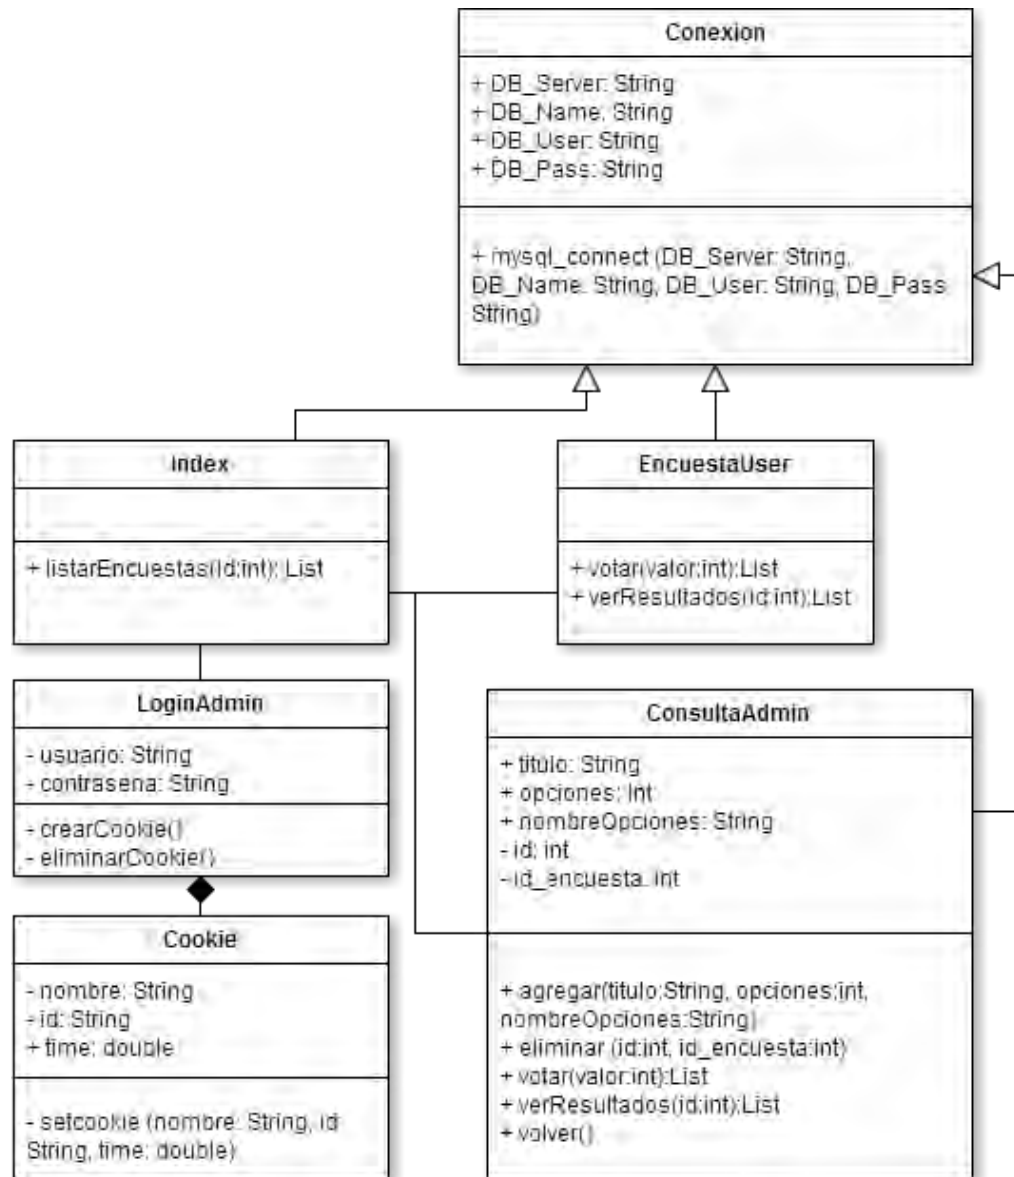 Conexion
+ DB_Server: String
+ DB_Name: String
+ DB_User: String
+ DB_Pass: String
+ mysql_connect (DB_Server: String,
DB_Name: String, DB_User: String, DB_Pass
String)
Index
+ listarEncuestas(id:int): List
EncuestaUser
+ votar(valor:int):List
+ verResultados(id:int):List
LoginAdmin
- usuario: String
- contrasena: String
- crearCookie()
- eliminarCookie()
Cookie
- nombre: String
- id: String
+ time: double
- setcookie (nombre: String, id:
String, time: double)
ConsultaAdmin
+ titulo: String
+ opciones: int
+ nombreOpciones: String
- id: int
- id_encuesta: int
+ agregar(titulo:String, opciones:int,
nombreOpciones:String)
+ eliminar (id:int, id_encuesta:int)
+ votar(valor:int):List
+ verResultados(id:int):List
+ volver()